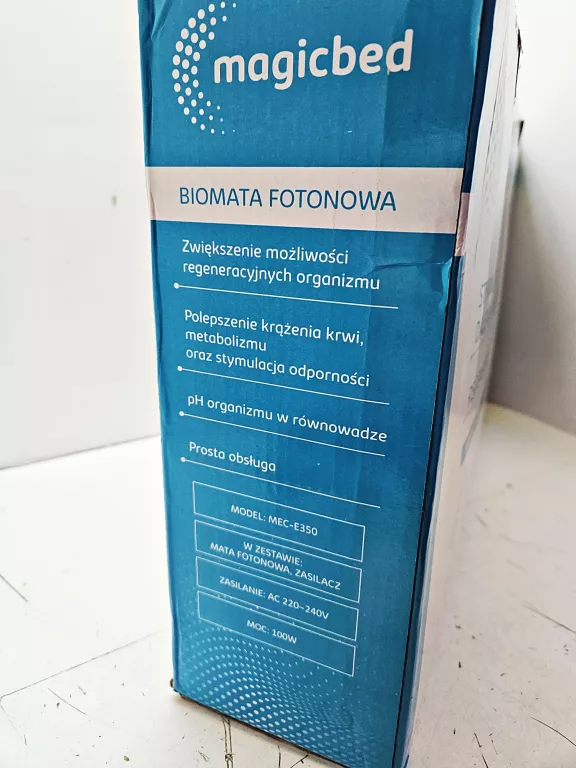 magicbed
BIOMATA FOTONOWA
Zwiększenie możliwości
regeneracyjnych organizmu
Polepszenie krążenia krwi,
metabolizmu
oraz stymulacja odporności
pH organizmu w równowadze
Prosta obsługa
MODEL: MEC-E350
W ZESTAWIE:
MATA FOTONOWA, ZASILACZ
ZASILANIE: AC 220~240V
MOC: 100W